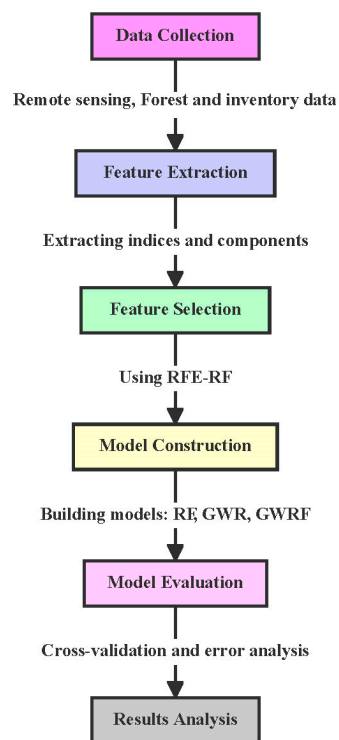 Data Collection
Remote sensing, Forest and inventory data
Feature Extraction
Extracting indices and components
Feature Selection
Using RFE-RF
Model Construction
Building models: RF, GWR, GWRF
Model Evaluation
Cross-validation and error analysis
Results Analysis